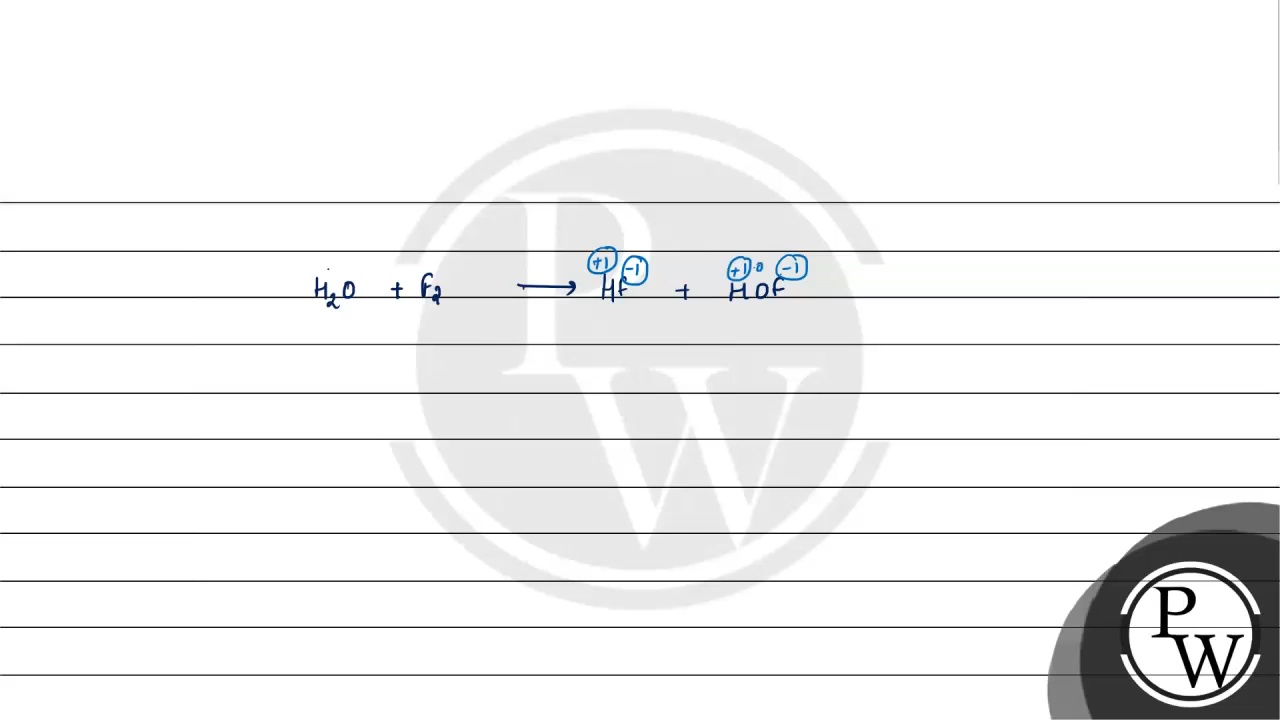 +1 -1 +1 0 -1
H₂O + F₂ ⟶ HF + HOF
P W
P W